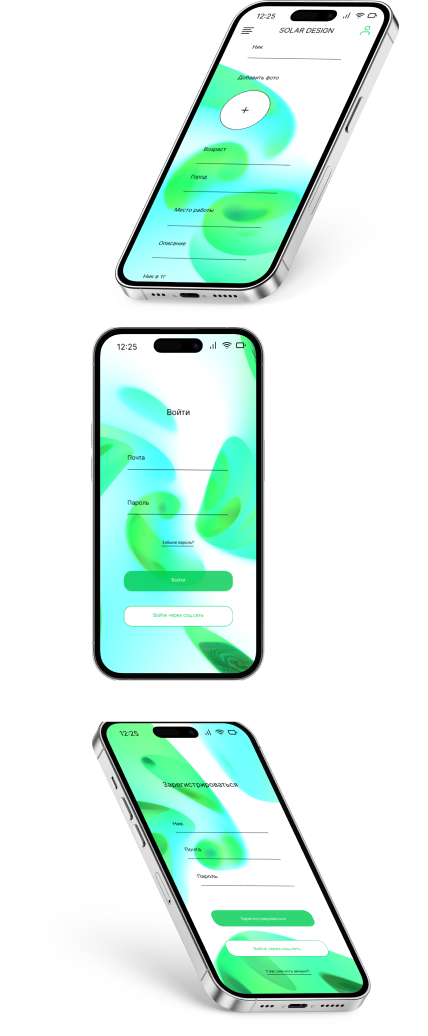 12:25
SOLAR DESIGN
Ник
Добавить фото
+
Возраст
Город
Место работы
Описание
Ник в тг
12:25
Войти
Почта
Пароль
Забыли пароль?
Войти
Войти через соц.сеть
12:25
Зарегистрироваться
Ник
Почта
Пароль
Зарегистрироваться
Войти через соц.сеть
У вас уже есть аккаунт?